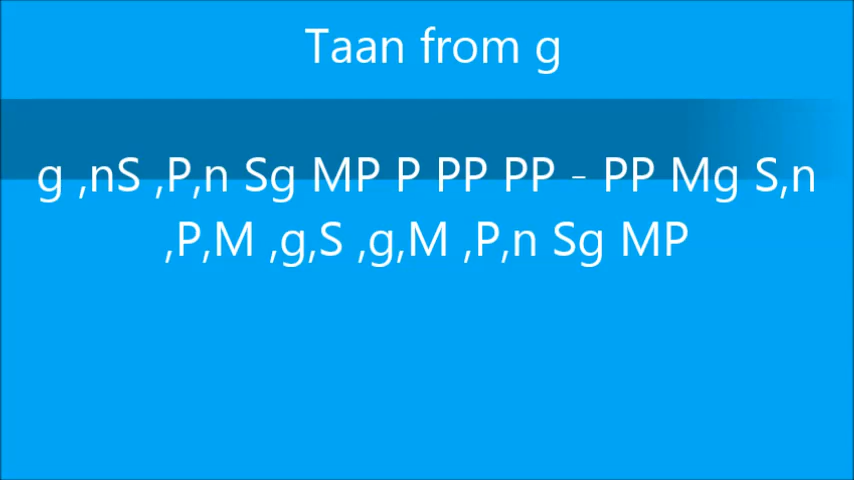 Taan from g
g ,nS ,P,n Sg MP P PP PP - PP Mg S,n
,P,M ,g,S ,g,M ,P,n Sg MP